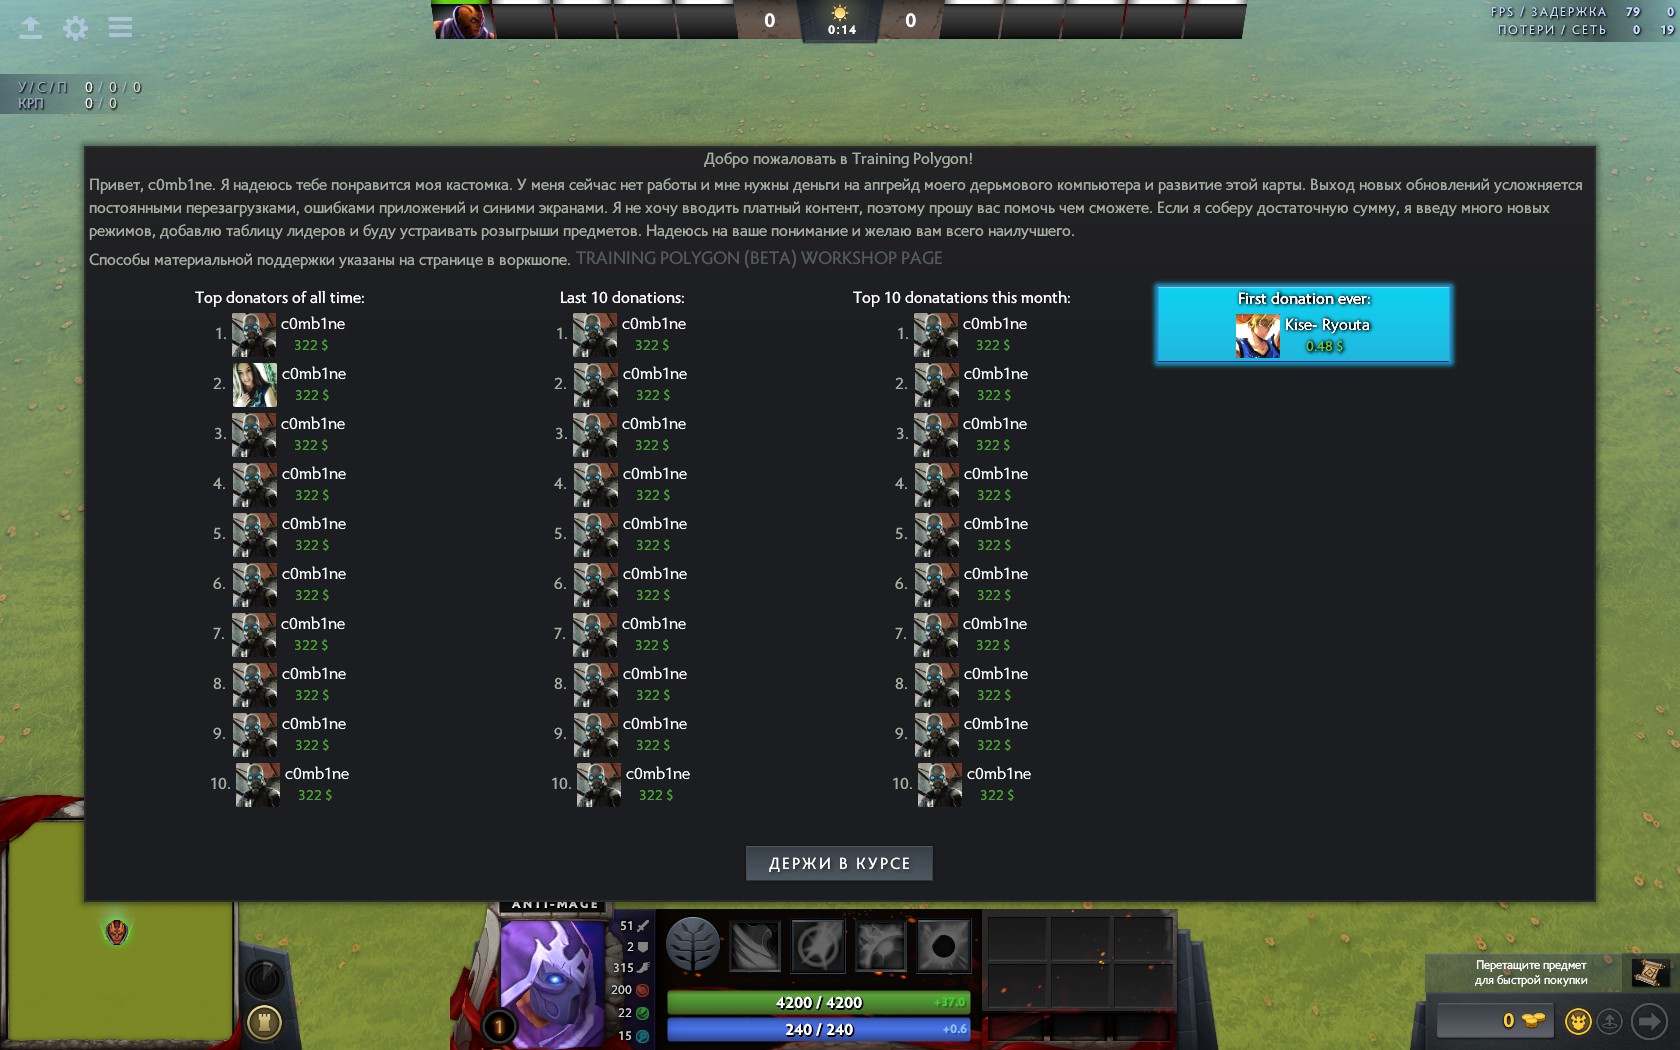 0
0:14
0
FPS / ЗАДЕРЖКА 79 0
ПОТЕРИ / СЕТЬ 0 19
У/С/П 0 / 0 / 0
КРП 0 / 0
Добро пожаловать в Training Polygon!
Привет, c0mb1ne. Я надеюсь тебе понравится моя кастомка. У меня сейчас нет работы и мне нужны деньги на апгрейд моего дерьмового компьютера и развитие этой карты. Выход новых обновлений усложняется
постоянными перезагрузками, ошибками приложений и синими экранами. Я не хочу вводить платный контент, поэтому прошу вас помочь чем сможете. Если я соберу достаточную сумму, я введу много новых
режимов, добавлю таблицу лидеров и буду устраивать розыгрыши предметов. Надеюсь на ваше понимание и желаю вам всего наилучшего.
Способы материальной поддержки указаны на странице в воркшопе. TRAINING POLYGON (BETA) WORKSHOP PAGE
Top donators of all time:
1. c0mb1ne
322 $
2. c0mb1ne
322 $
3. c0mb1ne
322 $
4. c0mb1ne
322 $
5. c0mb1ne
322 $
6. c0mb1ne
322 $
7. c0mb1ne
322 $
8. c0mb1ne
322 $
9. c0mb1ne
322 $
10. c0mb1ne
322 $
Last 10 donations:
1. c0mb1ne
322 $
2. c0mb1ne
322 $
3. c0mb1ne
322 $
4. c0mb1ne
322 $
5. c0mb1ne
322 $
6. c0mb1ne
322 $
7. c0mb1ne
322 $
8. c0mb1ne
322 $
9. c0mb1ne
322 $
10. c0mb1ne
322 $
Top 10 donatations this month:
1. c0mb1ne
322 $
2. c0mb1ne
322 $
3. c0mb1ne
322 $
4. c0mb1ne
322 $
5. c0mb1ne
322 $
6. c0mb1ne
322 $
7. c0mb1ne
322 $
8. c0mb1ne
322 $
9. c0mb1ne
322 $
10. c0mb1ne
322 $
First donation ever:
Kise- Ryouta
0.48 $
ДЕРЖИ В КУРСЕ
ANTI-MAGE
51
2
315
200
22
15
1
4200 / 4200 +37.0
240 / 240 +0.6
Перетащите предмет
для быстрой покупки
0